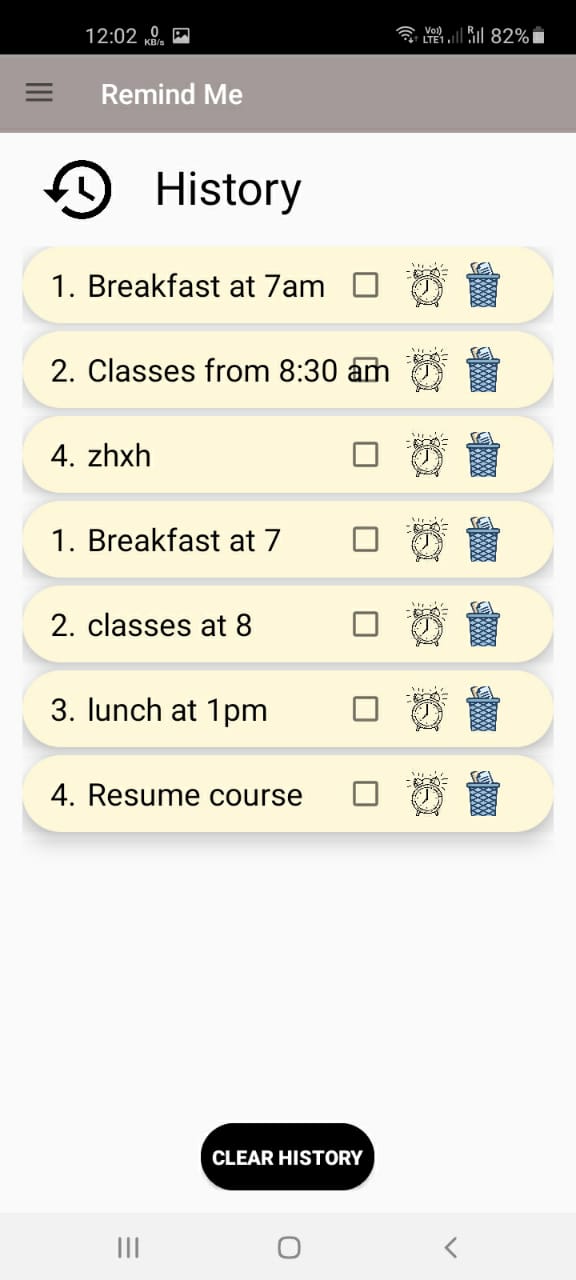 12:02 0 KB/s Vo) LTE1 R 82%
Remind Me
History
1. Breakfast at 7am
2. Classes from 8:30 am
4. zhxh
1. Breakfast at 7
2. classes at 8
3. lunch at 1pm
4. Resume course
CLEAR HISTORY